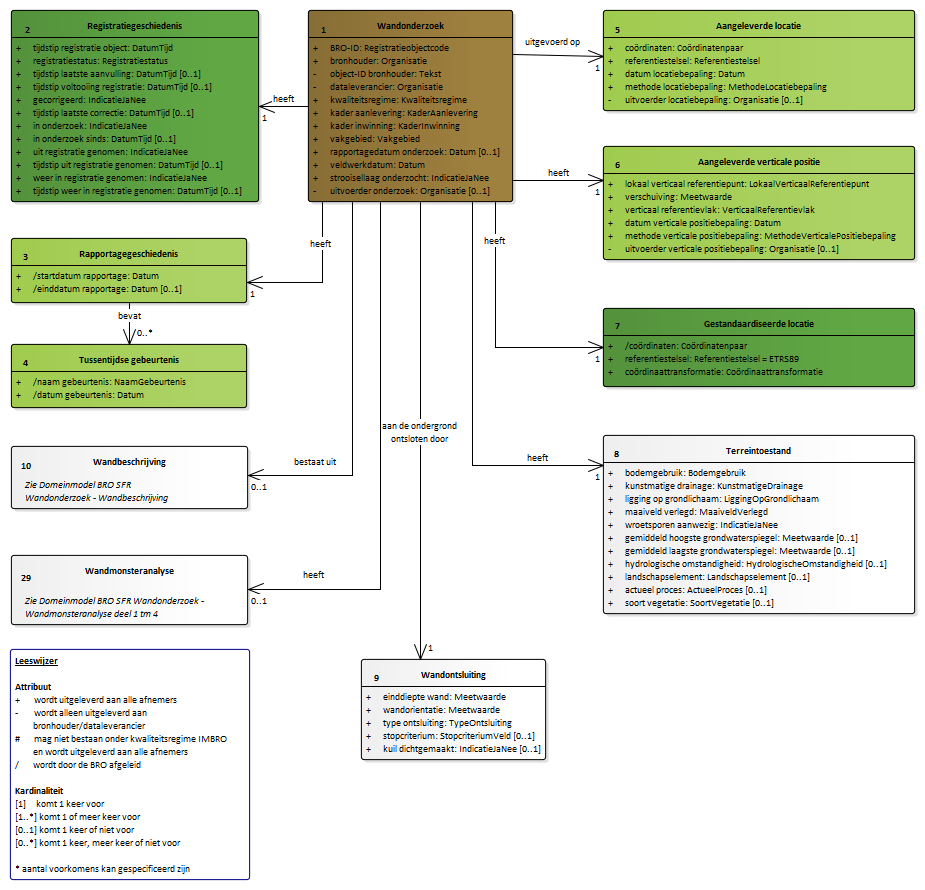 2 Registratiegeschiedenis
+ tijdstip registratie object: DatumTijd
+ registratiestatus: Registratiestatus
+ tijdstip laatste aanvulling: DatumTijd [0..1]
+ tijdstip voltooiing registratie: DatumTijd [0..1]
+ gecorrigeerd: IndicatieJaNee
+ tijdstip laatste correctie: DatumTijd [0..1]
+ in onderzoek: IndicatieJaNee
+ in onderzoek sinds: DatumTijd [0..1]
+ uit registratie genomen: IndicatieJaNee
+ tijdstip uit registratie genomen: DatumTijd [0..1]
+ weer in registratie genomen: IndicatieJaNee
+ tijdstip weer in registratie genomen: DatumTijd [0..1]
heeft
1
1 Wandonderzoek
+ BRO-ID: Registratieobjectcode
+ bronhouder: Organisatie
- object-ID bronhouder: Tekst
- dataleverancier: Organisatie
+ kwaliteitsregime: Kwaliteitsregime
+ kader aanlevering: KaderAanlevering
+ kader inwinning: KaderInwinning
+ vakgebied: Vakgebied
+ rapportagedatum onderzoek: Datum [0..1]
+ veldwerkdatum: Datum
+ strooisellaag onderzocht: IndicatieJaNee
- uitvoerder onderzoek: Organisatie [0..1]
uitgevoerd op
1
5 Aangeleverde locatie
+ coördinaten: Coördinatenpaar
+ referentiestelsel: Referentiestelsel
+ datum locatiebepaling: Datum
+ methode locatiebepaling: MethodeLocatiebepaling
- uitvoerder locatiebepaling: Organisatie [0..1]
heeft
1
6 Aangeleverde verticale positie
+ lokaal verticaal referentiepunt: LokaalVerticaalReferentiepunt
+ verschuiving: Meetwaarde
+ verticaal referentievlak: VerticaalReferentievlak
+ datum verticale positiebepaling: Datum
+ methode verticale positiebepaling: MethodeVerticalePositiebepaling
- uitvoerder verticale positiebepaling: Organisatie [0..1]
heeft
1
3 Rapportagegeschiedenis
+ /startdatum rapportage: Datum
+ /einddatum rapportage: Datum [0..1]
bevat
0..*
4 Tussentijdse gebeurtenis
+ /naam gebeurtenis: NaamGebeurtenis
+ /datum gebeurtenis: Datum
heeft
1
7 Gestandaardiseerde locatie
+ /coördinaten: Coördinatenpaar
+ referentiestelsel: Referentiestelsel = ETRS89
+ coördinaattransformatie: Coördinaattransformatie
bestaat uit
0..1
10 Wandbeschrijving
Zie Domeinmodel BRO SFR
Wandonderzoek - Wandbeschrijving
heeft
0..1
29 Wandmonsteranalyse
Zie Domeinmodel BRO SFR Wandonderzoek -
Wandmonsteranalyse deel 1 tm 4
aan de ondergrond
ontsloten door
1
heeft
1
8 Terreintoestand
+ bodemgebruik: Bodemgebruik
+ kunstmatige drainage: KunstmatigeDrainage
+ ligging op grondlichaam: LiggingOpGrondlichaam
+ maaiveld verlegd: MaaiveldVerlegd
+ wroetsporen aanwezig: IndicatieJaNee
+ gemiddeld hoogste grondwaterspiegel: Meetwaarde [0..1]
+ gemiddeld laagste grondwaterspiegel: Meetwaarde [0..1]
+ hydrologische omstandigheid: HydrologischeOmstandigheid [0..1]
+ landschapselement: Landschapselement [0..1]
+ actueel proces: ActueelProces [0..1]
+ soort vegetatie: SoortVegetatie [0..1]
9 Wandontsluiting
+ einddiepte wand: Meetwaarde
+ wandorientatie: Meetwaarde
+ type ontsluiting: TypeOntsluiting
+ stopcriterium: StopcriteriumVeld [0..1]
+ kuil dichtgemaakt: IndicatieJaNee [0..1]
Leeswijzer
Attribuut
+ wordt uitgeleverd aan alle afnemers
- wordt alleen uitgeleverd aan
bronhouder/dataleverancier
# mag niet bestaan onder kwaliteitsregime IMBRO
en wordt uitgeleverd aan alle afnemers
/ wordt door de BRO afgeleid
Kardinaliteit
[1] komt 1 keer voor
[1..*] komt 1 of meer keer voor
[0..1] komt 1 keer of niet voor
[0..*] komt 1 keer, meer keer of niet voor
* aantal voorkomens kan gespecificeerd zijn